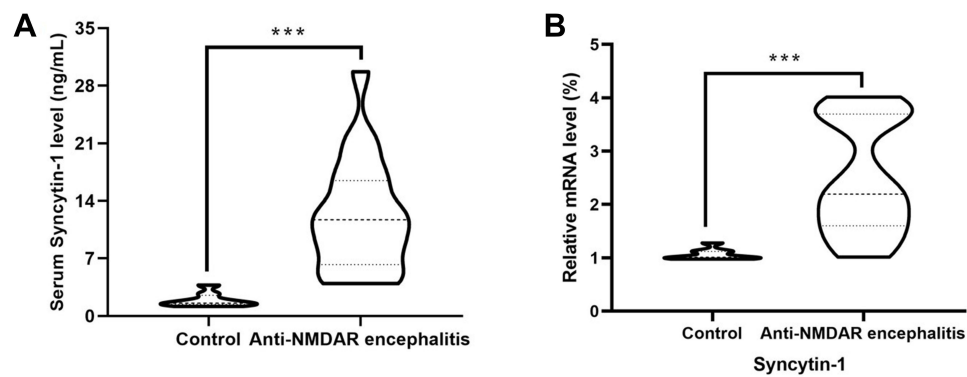 A
Serum Syncytin-1 level (ng/mL)
35
28
21
14
7
0
***
Control
Anti-NMDAR encephalitis
B
Relative mRNA level (%)
5
4
3
2
1
0
***
Control
Anti-NMDAR encephalitis
Syncytin-1